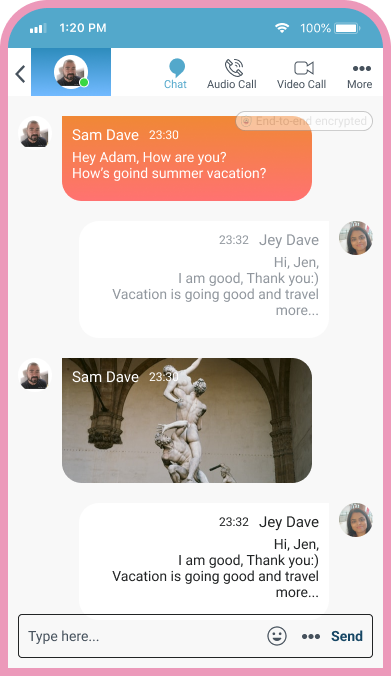 1:20 PM
100%
Chat
Audio Call
Video Call
More
End-to-end encrypted
Sam Dave 23:30
Hey Adam, How are you?
How's goind summer vacation?
23:32 Jey Dave
Hi, Jen,
I am good, Thank you:)
Vacation is going good and travel
more...
Sam Dave 23:30
23:32 Jey Dave
Hi, Jen,
I am good, Thank you:)
Vacation is going good and travel
more...
Type here...
Send